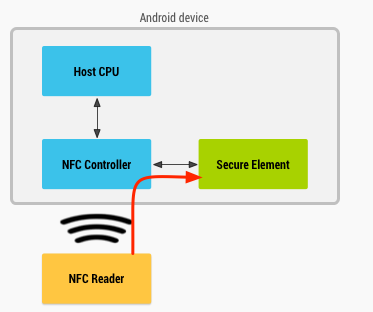 Android device
Host CPU
NFC Controller
Secure Element
NFC Reader